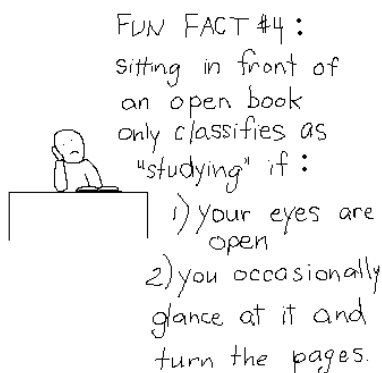 FUN FACT #4:
sitting in front of
an open book
only classifies as
"studying" if:
1) your eyes are
open
2) you occasionally
glance at it and
turn the pages.